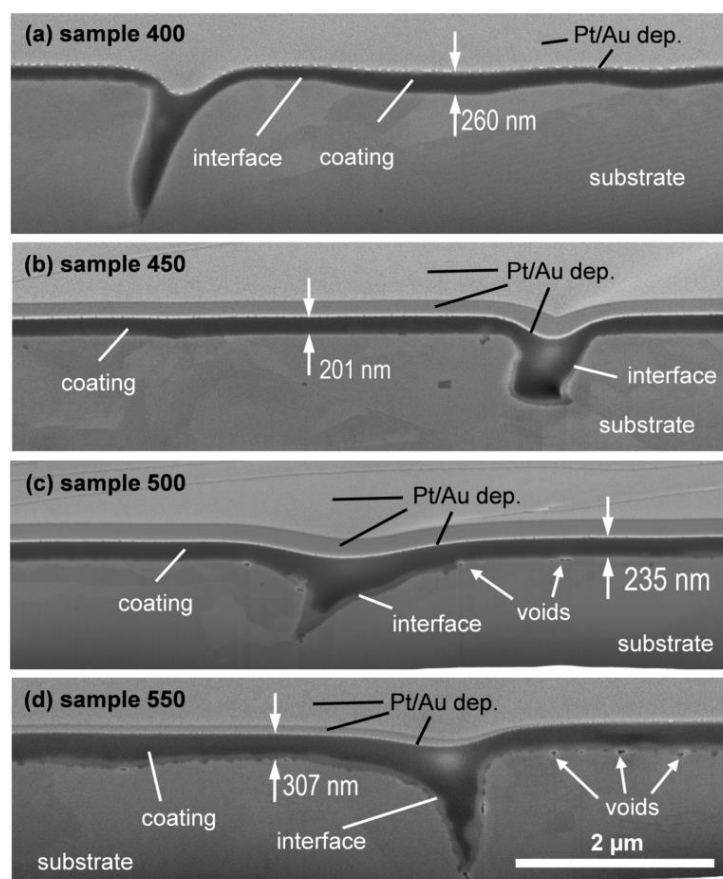 (a) sample 400
Pt/Au dep.
260 nm
interface
coating
substrate
(b) sample 450
Pt/Au dep.
coating
201 nm
interface
substrate
(c) sample 500
Pt/Au dep.
coating
interface
voids
235 nm
substrate
(d) sample 550
Pt/Au dep.
307 nm
coating
interface
voids
substrate
2 µm